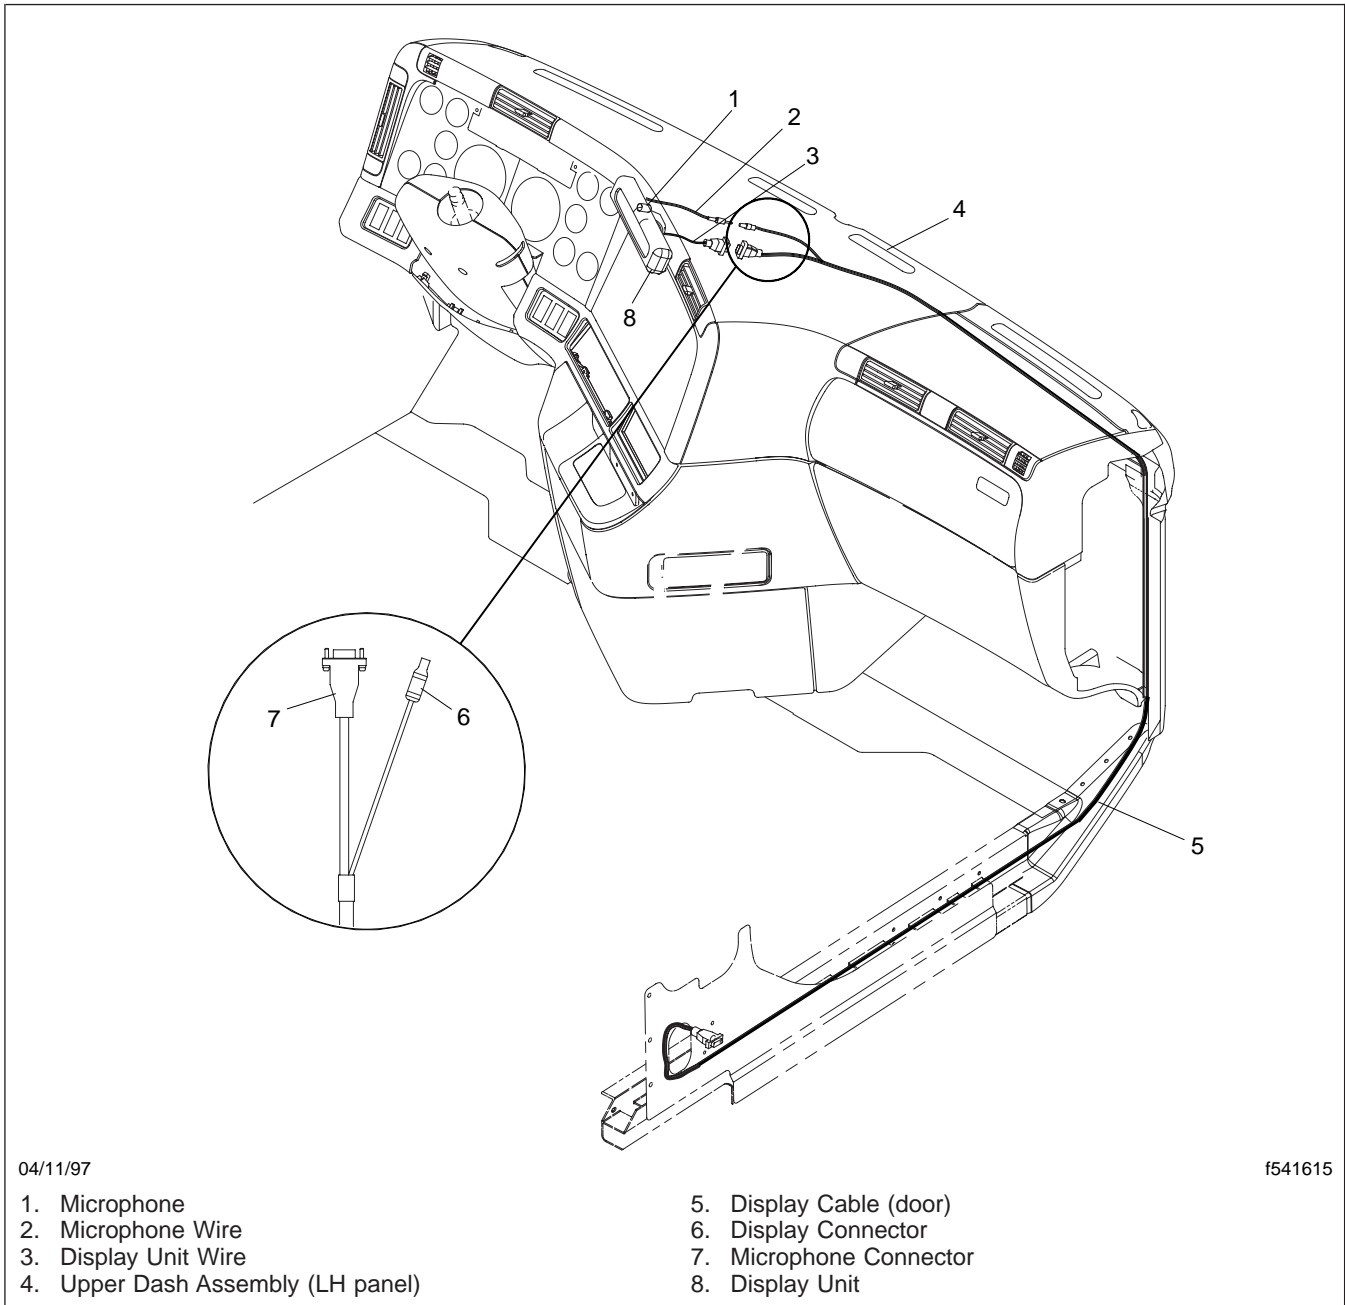 1
2
3
4
8
7
6
5
04/11/97
f541615
1. Microphone
2. Microphone Wire
3. Display Unit Wire
4. Upper Dash Assembly (LH panel)
5. Display Cable (door)
6. Display Connector
7. Microphone Connector
8. Display Unit